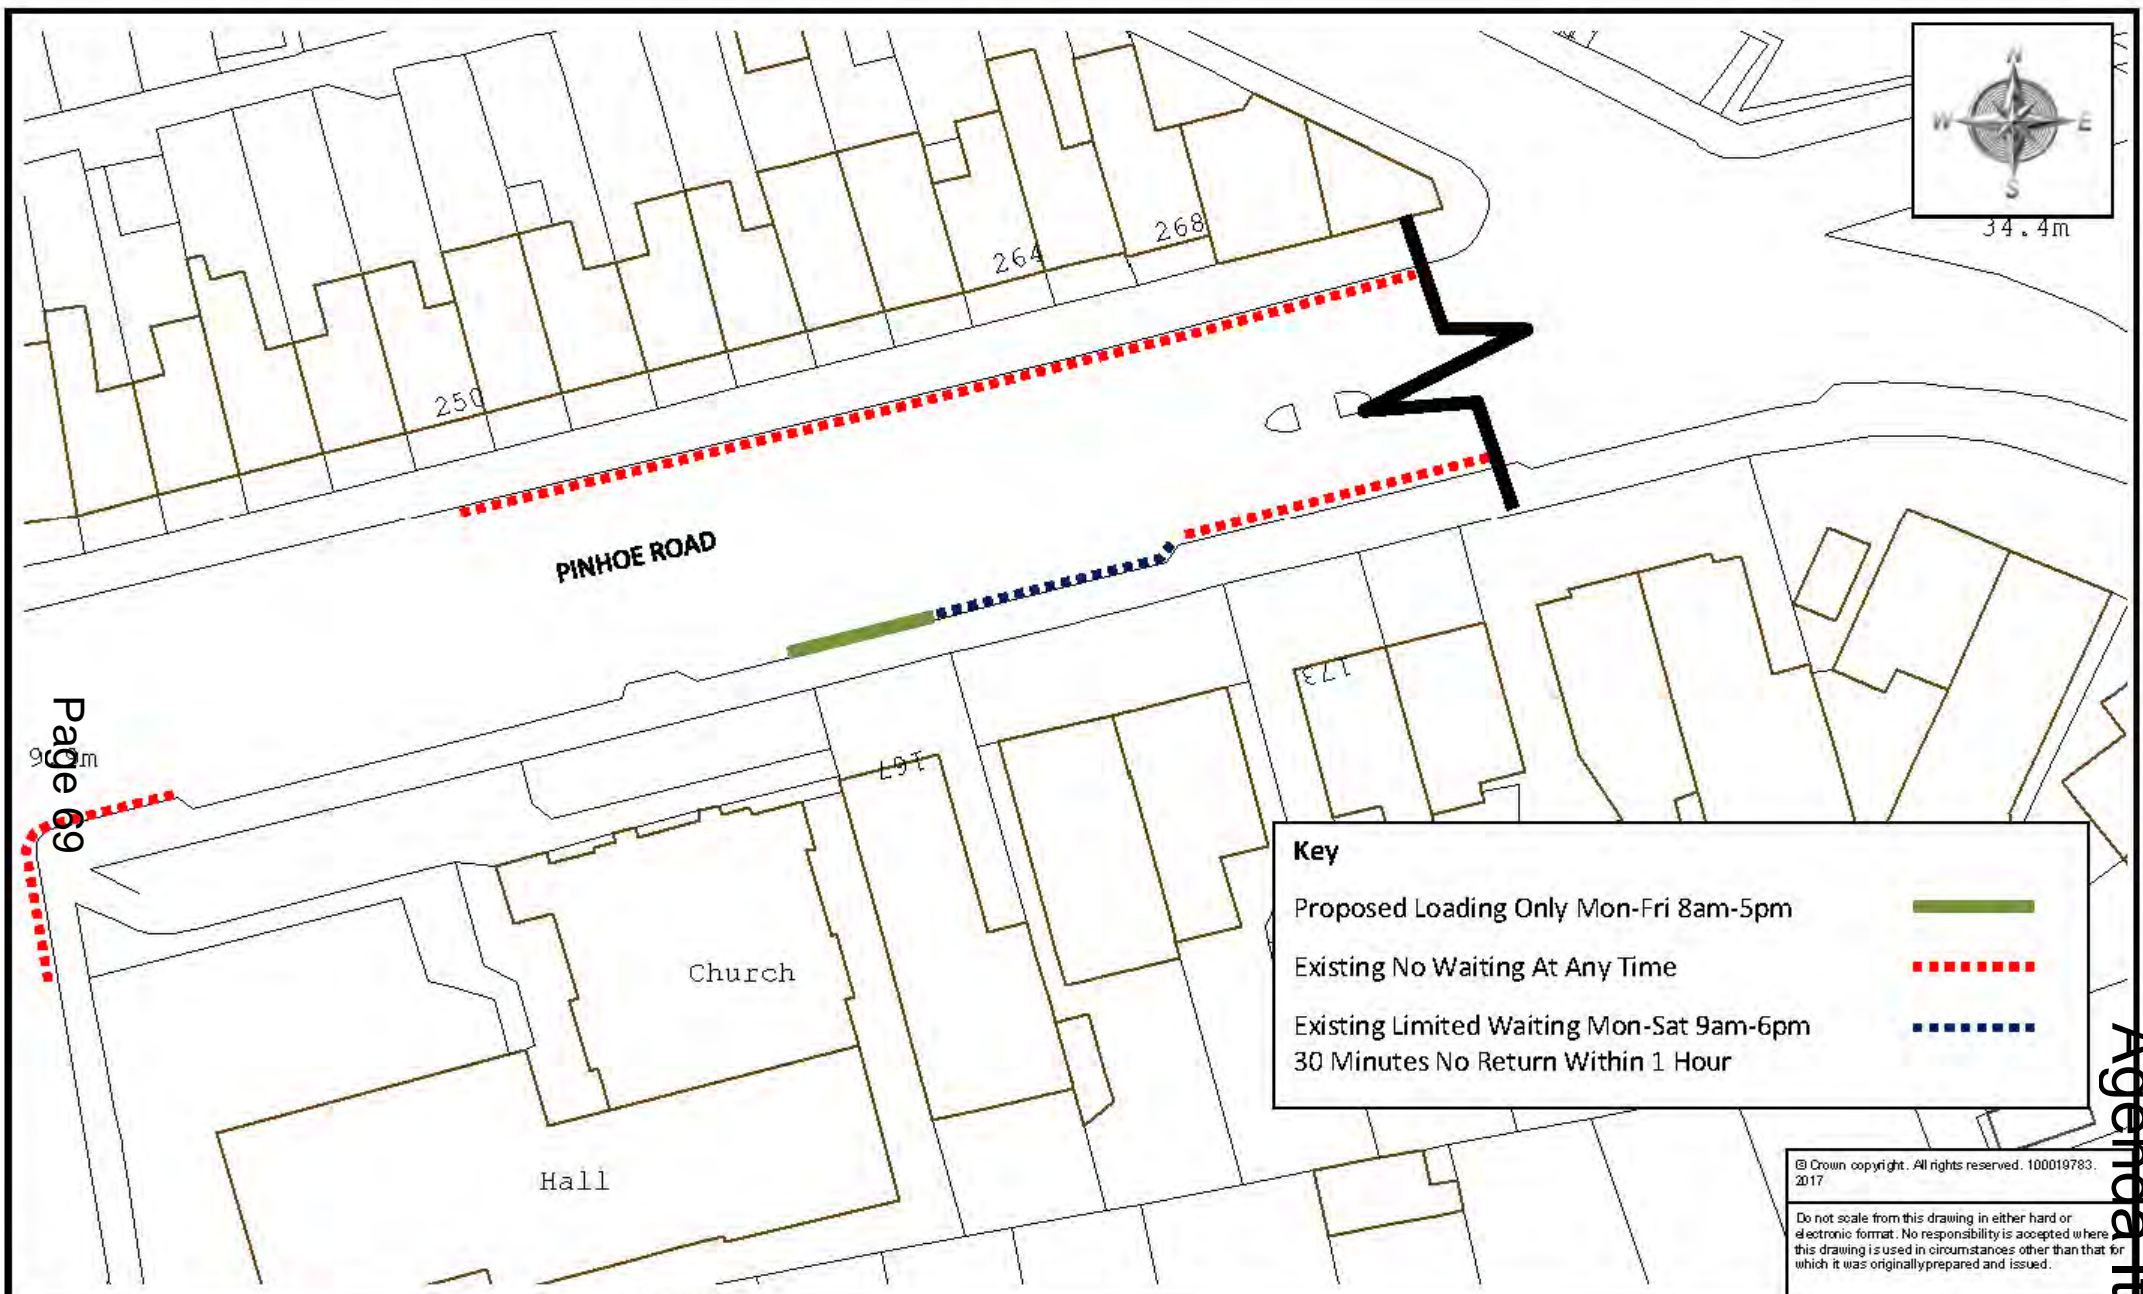 N
W E
S
34.4m
268
264
250
PINHOE ROAD
173
167
Page 69
Church
Hall
Key
Proposed Loading Only Mon-Fri 8am-5pm
Existing No Waiting At Any Time
Existing Limited Waiting Mon-Sat 9am-6pm
30 Minutes No Return Within 1 Hour
© Crown copyright. All rights reserved. 100019783.
2017
Do not scale from this drawing in either hard or
electronic format. No responsibility is accepted where
this drawing is used in circumstances other than that for
which it was originally prepared and issued.
Agenda It